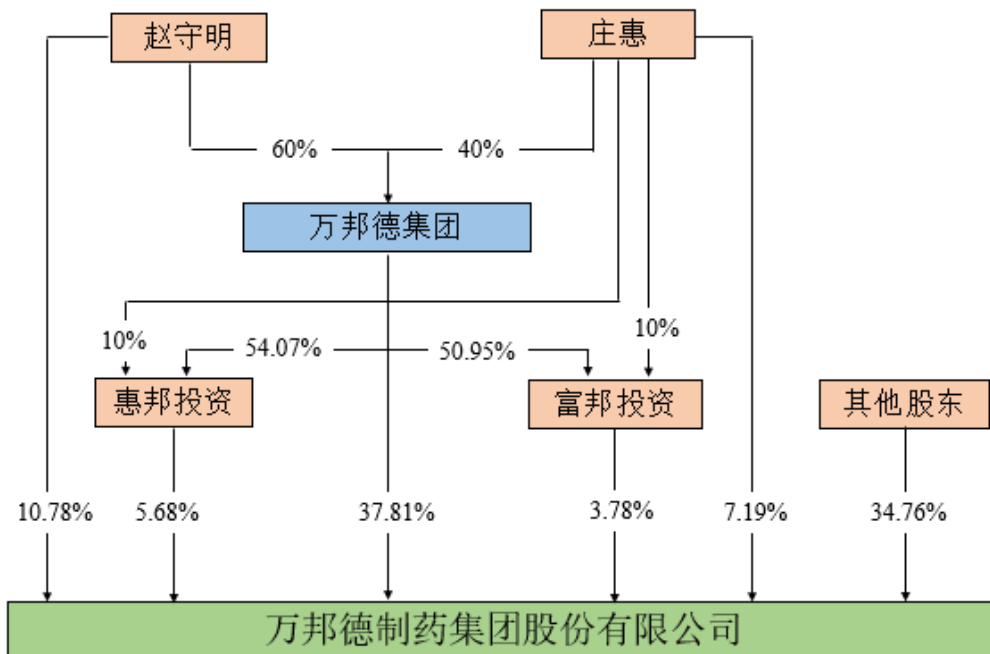 赵守明
庄惠
60%
40%
万邦德集团
10%
54.07%
50.95%
10%
惠邦投资
富邦投资
其他股东
10.78%
5.68%
37.81%
3.78%
7.19%
34.76%
万邦德制药集团股份有限公司